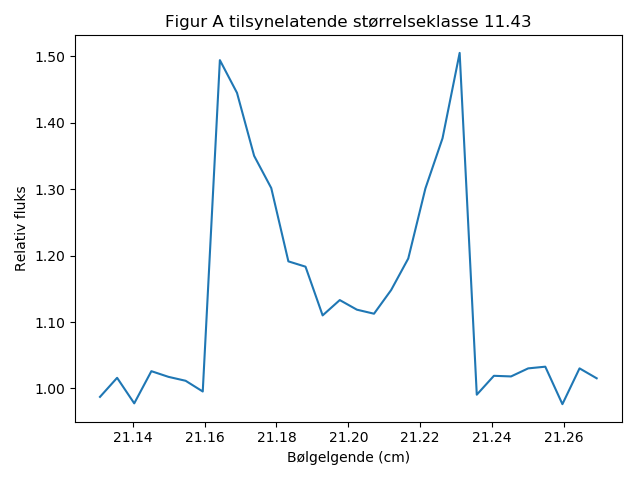 Figur A tilsynelatende størrelseklasse 11.43
1.50
1.40
1.30
1.20
1.10
1.00
Relativ fluks
21.14 21.16 21.18 21.20 21.22 21.24 21.26
Bølgelgende (cm)